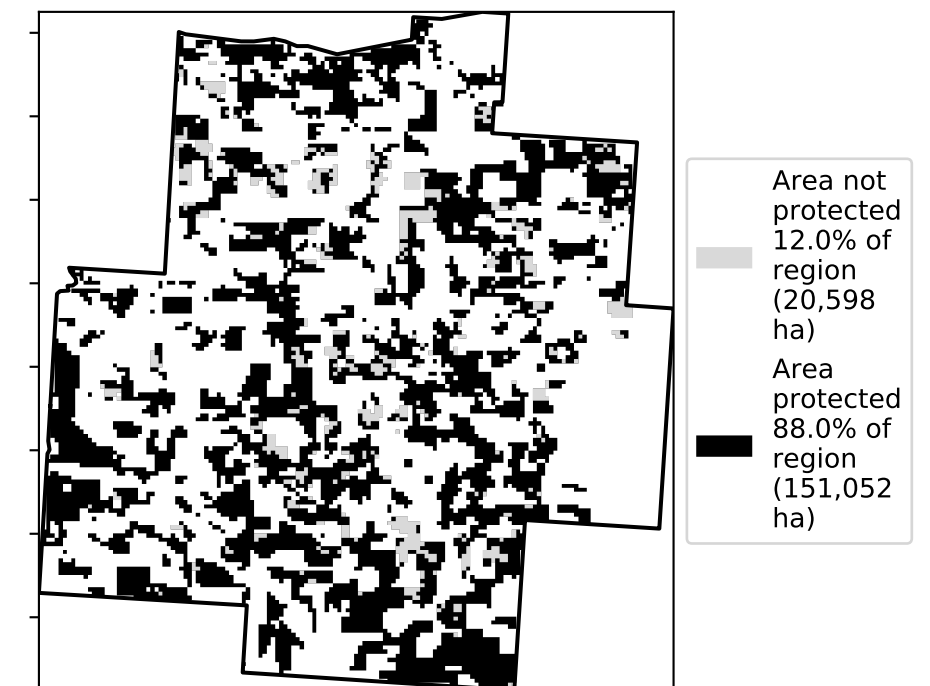 Area not
protected
12.0% of
region
(20,598
ha)
Area
protected
88.0% of
region
(151,052
ha)